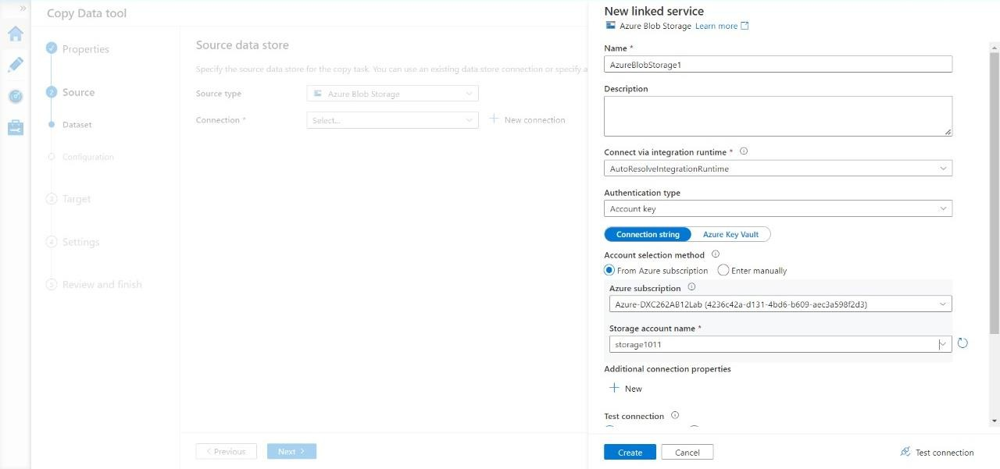 Copy Data tool
Properties
2
Source
Dataset
Configuration
3
Target
4
Settings
5
Review and finish
Source data store
Specify the source data store for the copy task. You can use an existing data store connection or specify a
Source type
Azure Blob Storage
Connection *
Select...
New connection
< Previous
Next >
New linked service
Azure Blob Storage Learn more
Name *
AzureBlobStorage1
Description
Connect via integration runtime *
AutoResolveIntegrationRuntime
Authentication type
Account key
Connection string
Azure Key Vault
Account selection method
From Azure subscription
Enter manually
Azure subscription
Azure-DXC262AB12Lab (4236c42a-d131-4bd6-b609-aec3a598f2d3)
Storage account name *
storage1011
Additional connection properties
+ New
Test connection
Create
Cancel
Test connection